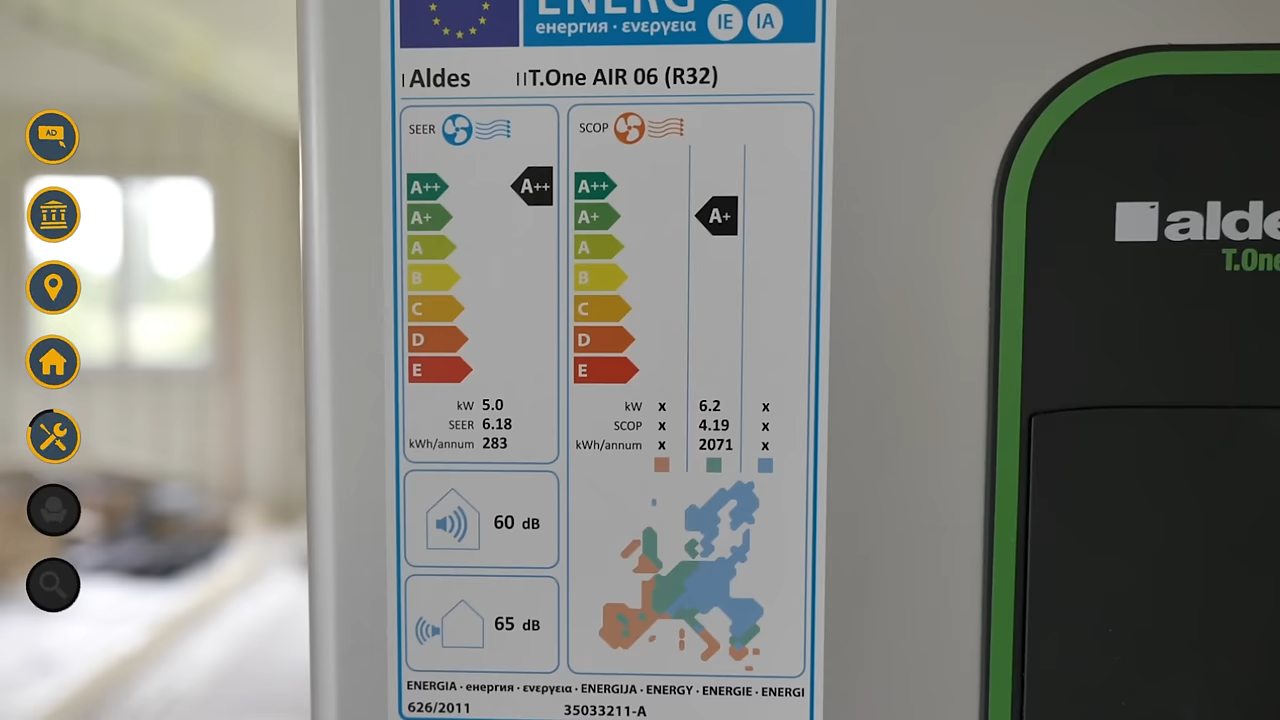 ENERG
енергия · ενεργεια
IE IA
I Aldes II T.One AIR 06 (R32)
SEER
A++
A+
A
B
C
D
E
A++
kW 5.0
SEER 6.18
kWh/annum 283
SCOP
A++
A+
A
B
C
D
E
A+
kW x 6.2 x
SCOP x 4.19 x
kWh/annum x 2071 x
60 dB
65 dB
ENERGIA · енергия · ενεργεια · ENERGIJA · ENERGY · ENERGIE · ENERGI
626/2011 35033211-A
alde
T.One
AD